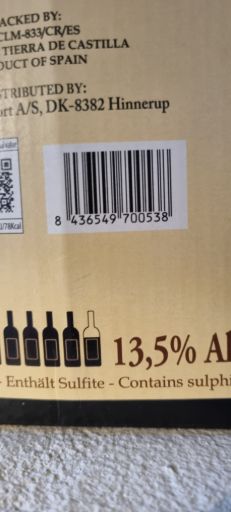 ACKED BY:
CLM-833/CR/ES
TIERRA DE CASTILLA
DUCT OF SPAIN
STRIBUTED BY:
A/S, DK-8382 Hinnerup
8 436549 700538
13,5% Al
- Enthält Sulfite - Contains sulphi